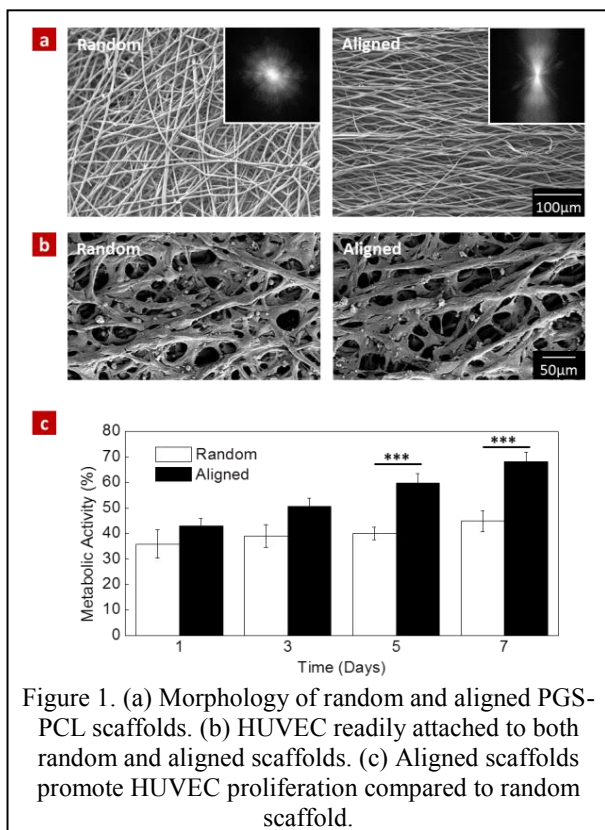 a
Random
Aligned
100µm
b
Random
Aligned
50µm
c
Metabolic Activity (%)
80
70
60
50
40
30
20
10
0
Random
Aligned
***
***
1 3 5 7
Time (Days)
Figure 1. (a) Morphology of random and aligned PGS-
PCL scaffolds. (b) HUVEC readily attached to both
random and aligned scaffolds. (c) Aligned scaffolds
promote HUVEC proliferation compared to random
scaffold.